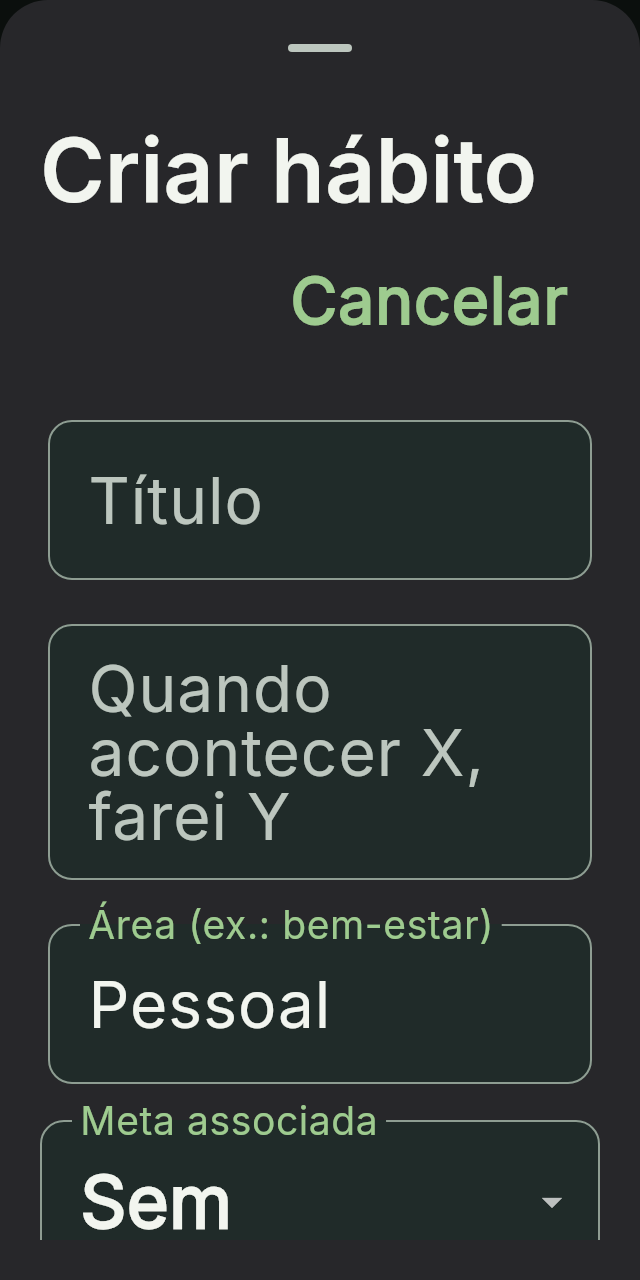 Criar hábito
Cancelar
Título
Quando
acontecer X,
farei Y
Área (ex.: bem-estar)
Pessoal
Meta associada
Sem